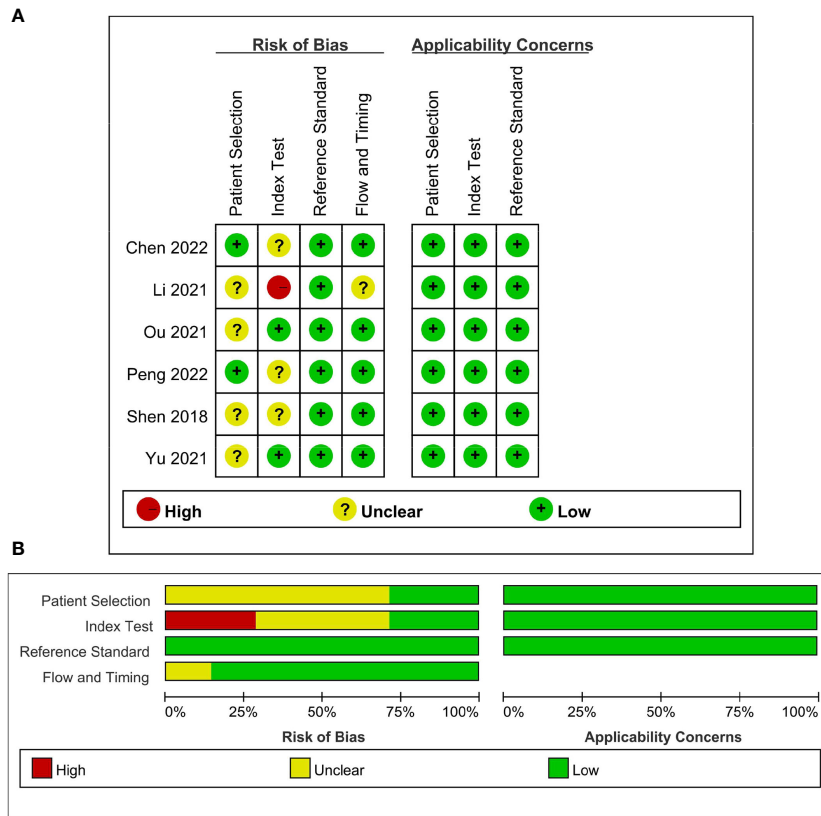 A
Risk of Bias Applicability Concerns
Patient Selection
Index Test
Reference Standard
Flow and Timing
Patient Selection
Index Test
Reference Standard
Chen 2022 + ? + + + + +
Li 2021 ? - + ? + + +
Ou 2021 ? + + + + + +
Peng 2022 + ? + + + + +
Shen 2018 ? ? + + + + +
Yu 2021 ? + + + + + +
- High ? Unclear + Low
B
Patient Selection
Index Test
Reference Standard
Flow and Timing
0% 25% 50% 75% 100% 0% 25% 50% 75% 100%
Risk of Bias Applicability Concerns
High Unclear Low